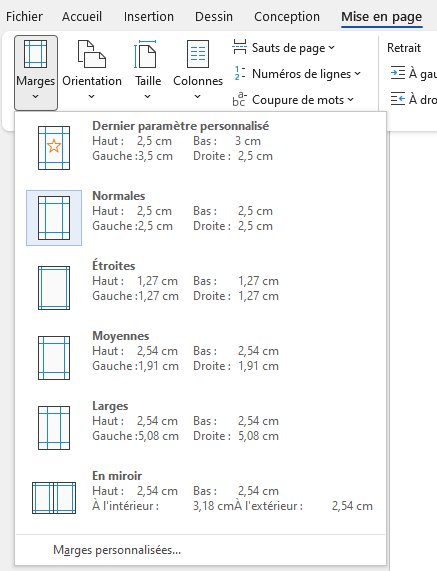 Fichier Accueil Insertion Dessin Conception Mise en page
Marges Orientation Taille Colonnes
Sauts de page
Numéros de lignes
Coupure de mots
Retrait
À gau
À dro
Dernier paramètre personnalisé
Haut : 2,5 cm Bas : 3 cm
Gauche :3,5 cm Droite : 2,5 cm
Normales
Haut : 2,5 cm Bas : 2,5 cm
Gauche :2,5 cm Droite : 2,5 cm
Étroites
Haut : 1,27 cm Bas : 1,27 cm
Gauche :1,27 cm Droite : 1,27 cm
Moyennes
Haut : 2,54 cm Bas : 2,54 cm
Gauche :1,91 cm Droite : 1,91 cm
Larges
Haut : 2,54 cm Bas : 2,54 cm
Gauche :5,08 cm Droite : 5,08 cm
En miroir
Haut : 2,54 cm Bas : 2,54 cm
À l'intérieur : 3,18 cmÀ l'extérieur : 2,54 cm
Marges personnalisées...